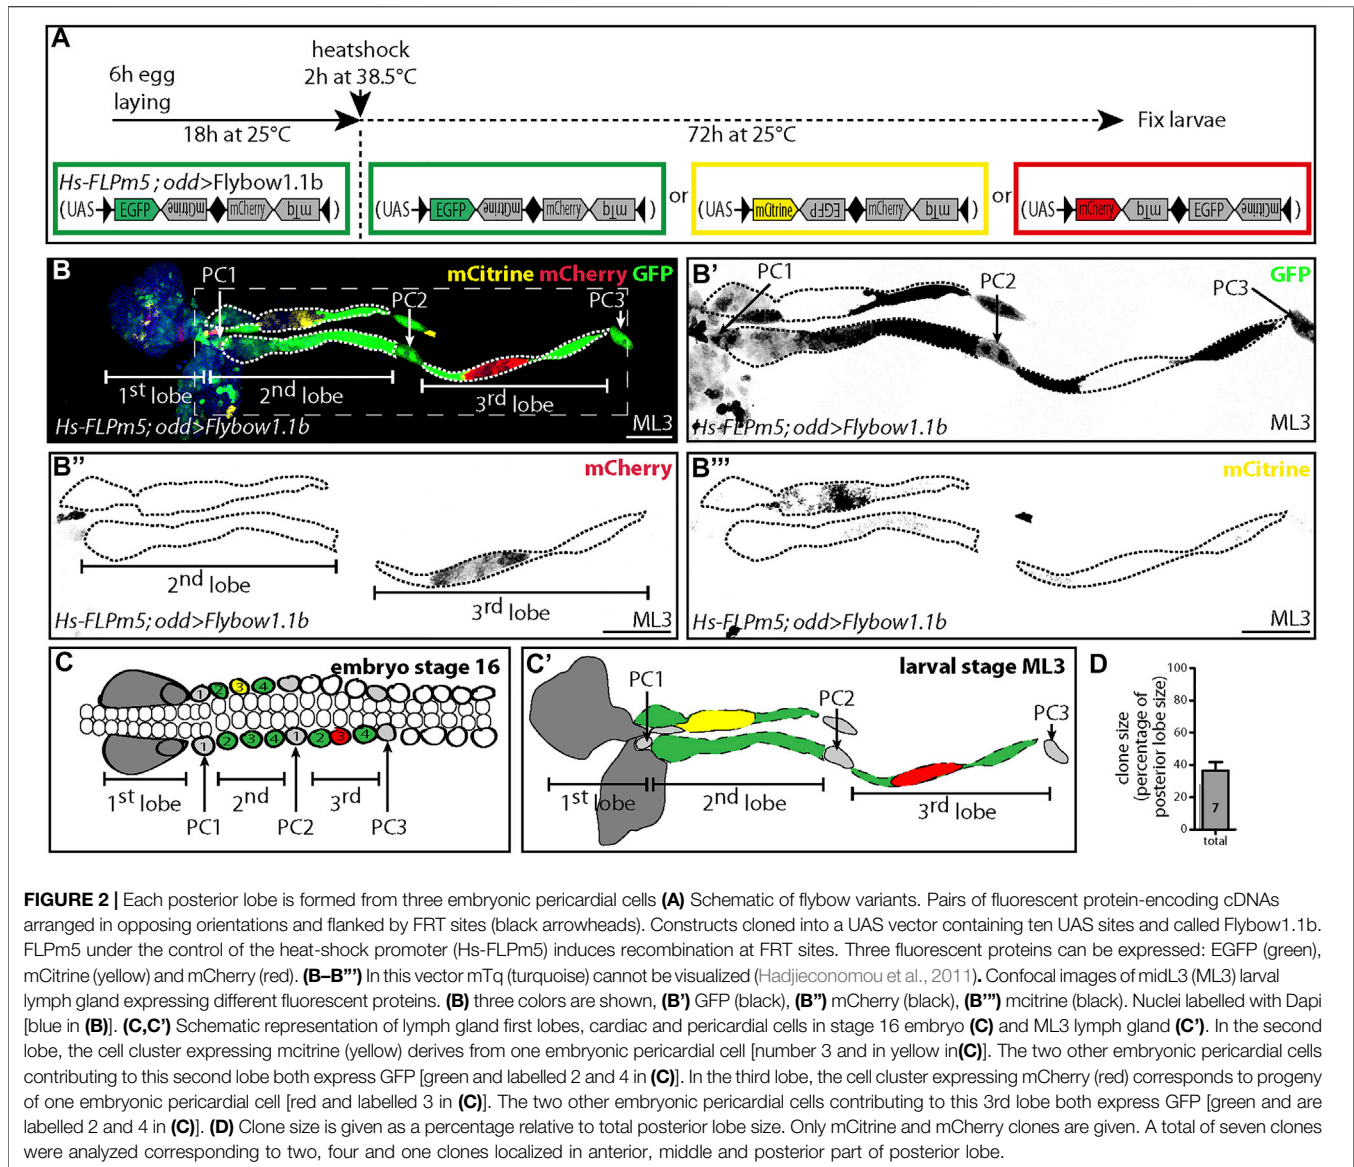 A
6h egg
laying
heatshock
2h at 38.5°C
18h at 25°C
72h at 25°C
Fix larvae
Hs-FLPm5 ; odd>Flybow1.1b
(UAS EGFP mCitrine mCherry mTq )
(UAS EGFP mCitrine mCherry mTq )
or
(UAS mCitrine EGFP mCherry mTq )
or
(UAS mCherry mTq EGFP mCitrine )
B
PC1
mCitrine mCherry GFP
PC2
PC3
1st lobe
2nd lobe
3rd lobe
Hs-FLPm5; odd>Flybow1.1b
ML3
B'
PC1
GFP
PC2
PC3
Hs-FLPm5; odd>Flybow1.1b
ML3
B''
mCherry
2nd lobe
3rd lobe
Hs-FLPm5; odd>Flybow1.1b
ML3
B'''
mCitrine
Hs-FLPm5; odd>Flybow1.1b
ML3
C
embryo stage 16
1 2 3 4
1 2 3 4 1 2 3 4
1st lobe
2nd
3rd
PC1
PC2
PC3
C'
larval stage ML3
PC1
PC2
PC3
1st lobe
2nd lobe
3rd lobe
D
clone size
(percentage of
posterior lobe size)
100
80
60
40
20
0
7
total
FIGURE 2 | Each posterior lobe is formed from three embryonic pericardial cells (A) Schematic of flybow variants. Pairs of fluorescent protein-encoding cDNAs
arranged in opposing orientations and flanked by FRT sites (black arrowheads). Constructs cloned into a UAS vector containing ten UAS sites and called Flybow1.1b.
FLPm5 under the control of the heat-shock promoter (Hs-FLPm5) induces recombination at FRT sites. Three fluorescent proteins can be expressed: EGFP (green),
mCitrine (yellow) and mCherry (red). (B–B''') In this vector mTq (turquoise) cannot be visualized (Hadjieconomou et al., 2011). Confocal images of midL3 (ML3) larval
lymph gland expressing different fluorescent proteins. (B) three colors are shown, (B') GFP (black), (B'') mCherry (black), (B''') mcitrine (black). Nuclei labelled with Dapi
[blue in (B)]. (C,C') Schematic representation of lymph gland first lobes, cardiac and pericardial cells in stage 16 embryo (C) and ML3 lymph gland (C'). In the second
lobe, the cell cluster expressing mcitrine (yellow) derives from one embryonic pericardial cell [number 3 and in yellow in(C)]. The two other embryonic pericardial cells
contributing to this second lobe both express GFP [green and labelled 2 and 4 in (C)]. In the third lobe, the cell cluster expressing mCherry (red) corresponds to progeny
of one embryonic pericardial cell [red and labelled 3 in (C)]. The two other embryonic pericardial cells contributing to this 3rd lobe both express GFP [green and are
labelled 2 and 4 in (C)]. (D) Clone size is given as a percentage relative to total posterior lobe size. Only mCitrine and mCherry clones are given. A total of seven clones
were analyzed corresponding to two, four and one clones localized in anterior, middle and posterior part of posterior lobe.